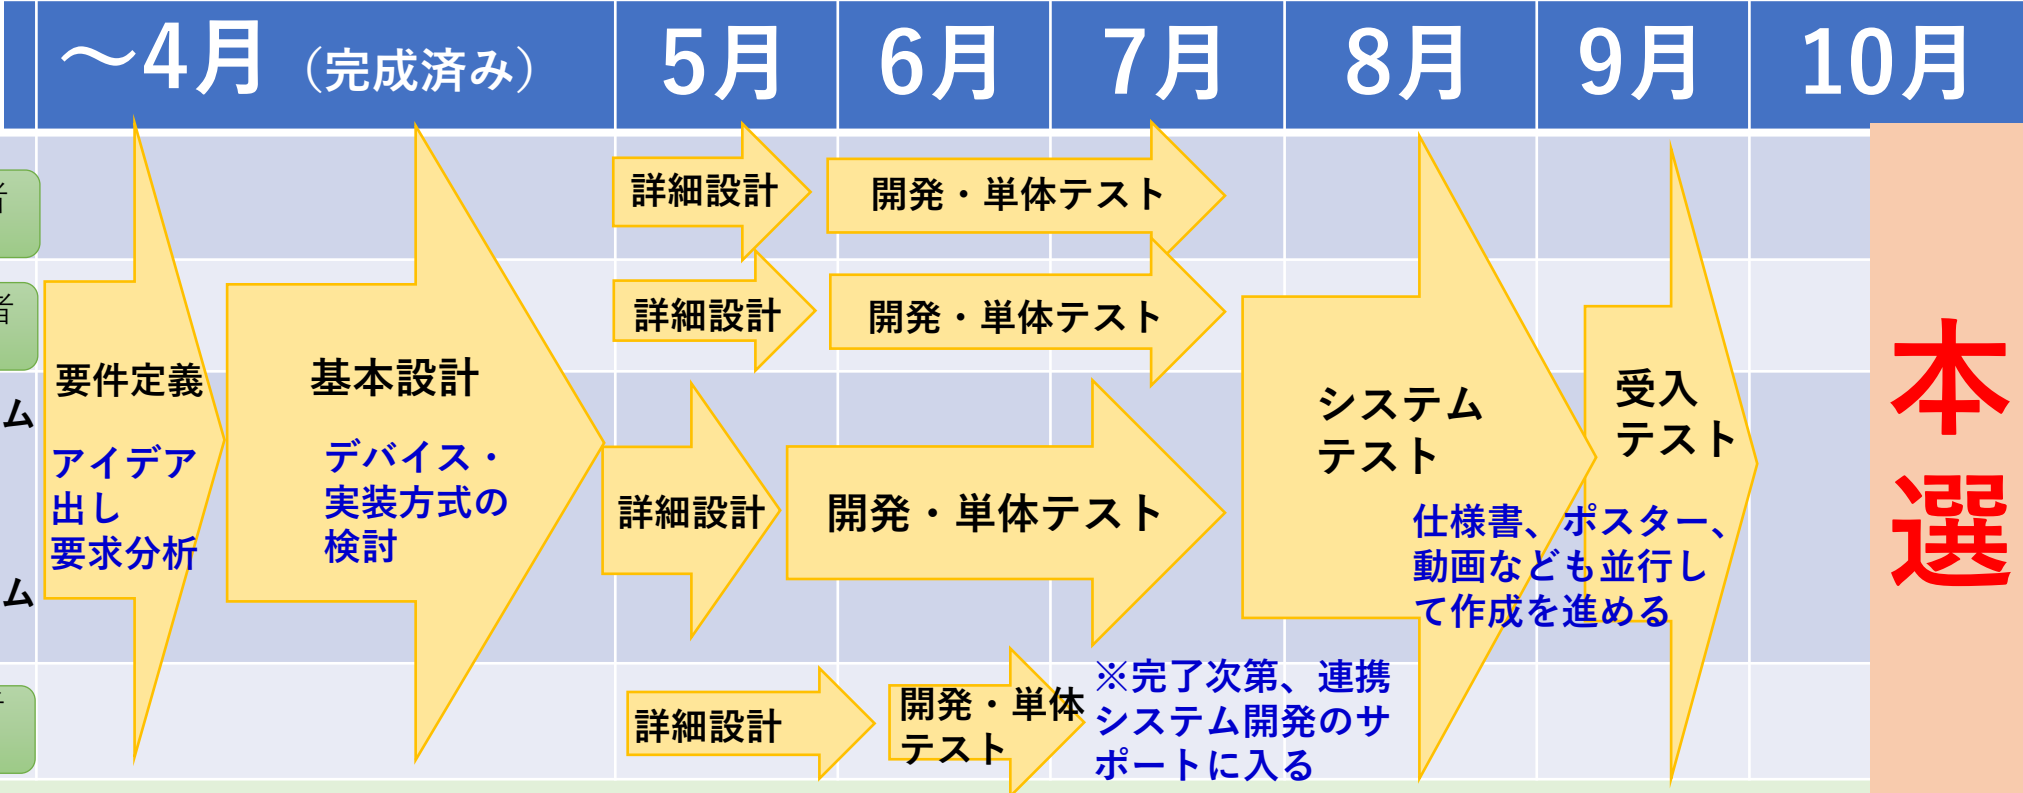 ～4月（完成済み）
5月
6月
7月
8月
9月
10月
者
詳細設計
開発・単体テスト
者
詳細設計
開発・単体テスト
要件定義
アイデア
出し
要求分析
基本設計
デバイス・
実装方式の
検討
ム
詳細設計
開発・単体テスト
システム
テスト
受入
テスト
仕様書、ポスター、
動画なども並行し
て作成を進める
ム
詳細設計
開発・単体
テスト
※完了次第、連携
システム開発のサ
ポートに入る
本
選